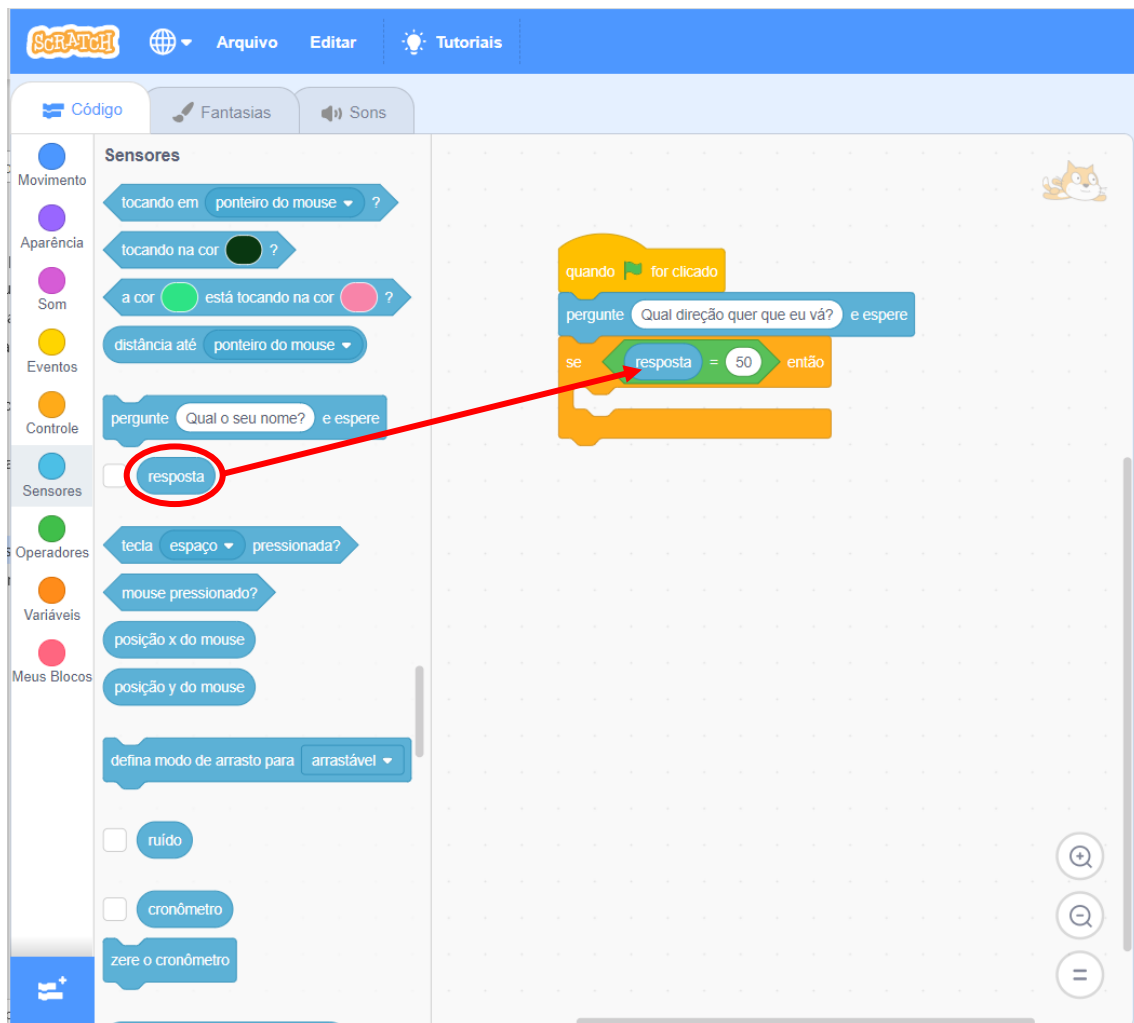 SCRATCH Arquivo Editar Tutoriais
Código Fantasias Sons
Movimento
Aparência
Som
Eventos
Controle
Sensores
Operadores
Variáveis
Meus Blocos
Sensores
tocando em ponteiro do mouse ?
tocando na cor ?
a cor está tocando na cor ?
distância até ponteiro do mouse
pergunte Qual o seu nome? e espere
resposta
tecla espaço pressionada?
mouse pressionado?
posição x do mouse
posição y do mouse
defina modo de arrasto para arrastável
ruído
cronômetro
zere o cronômetro
quando for clicado
pergunte Qual direção quer que eu vá? e espere
se resposta = 50 então